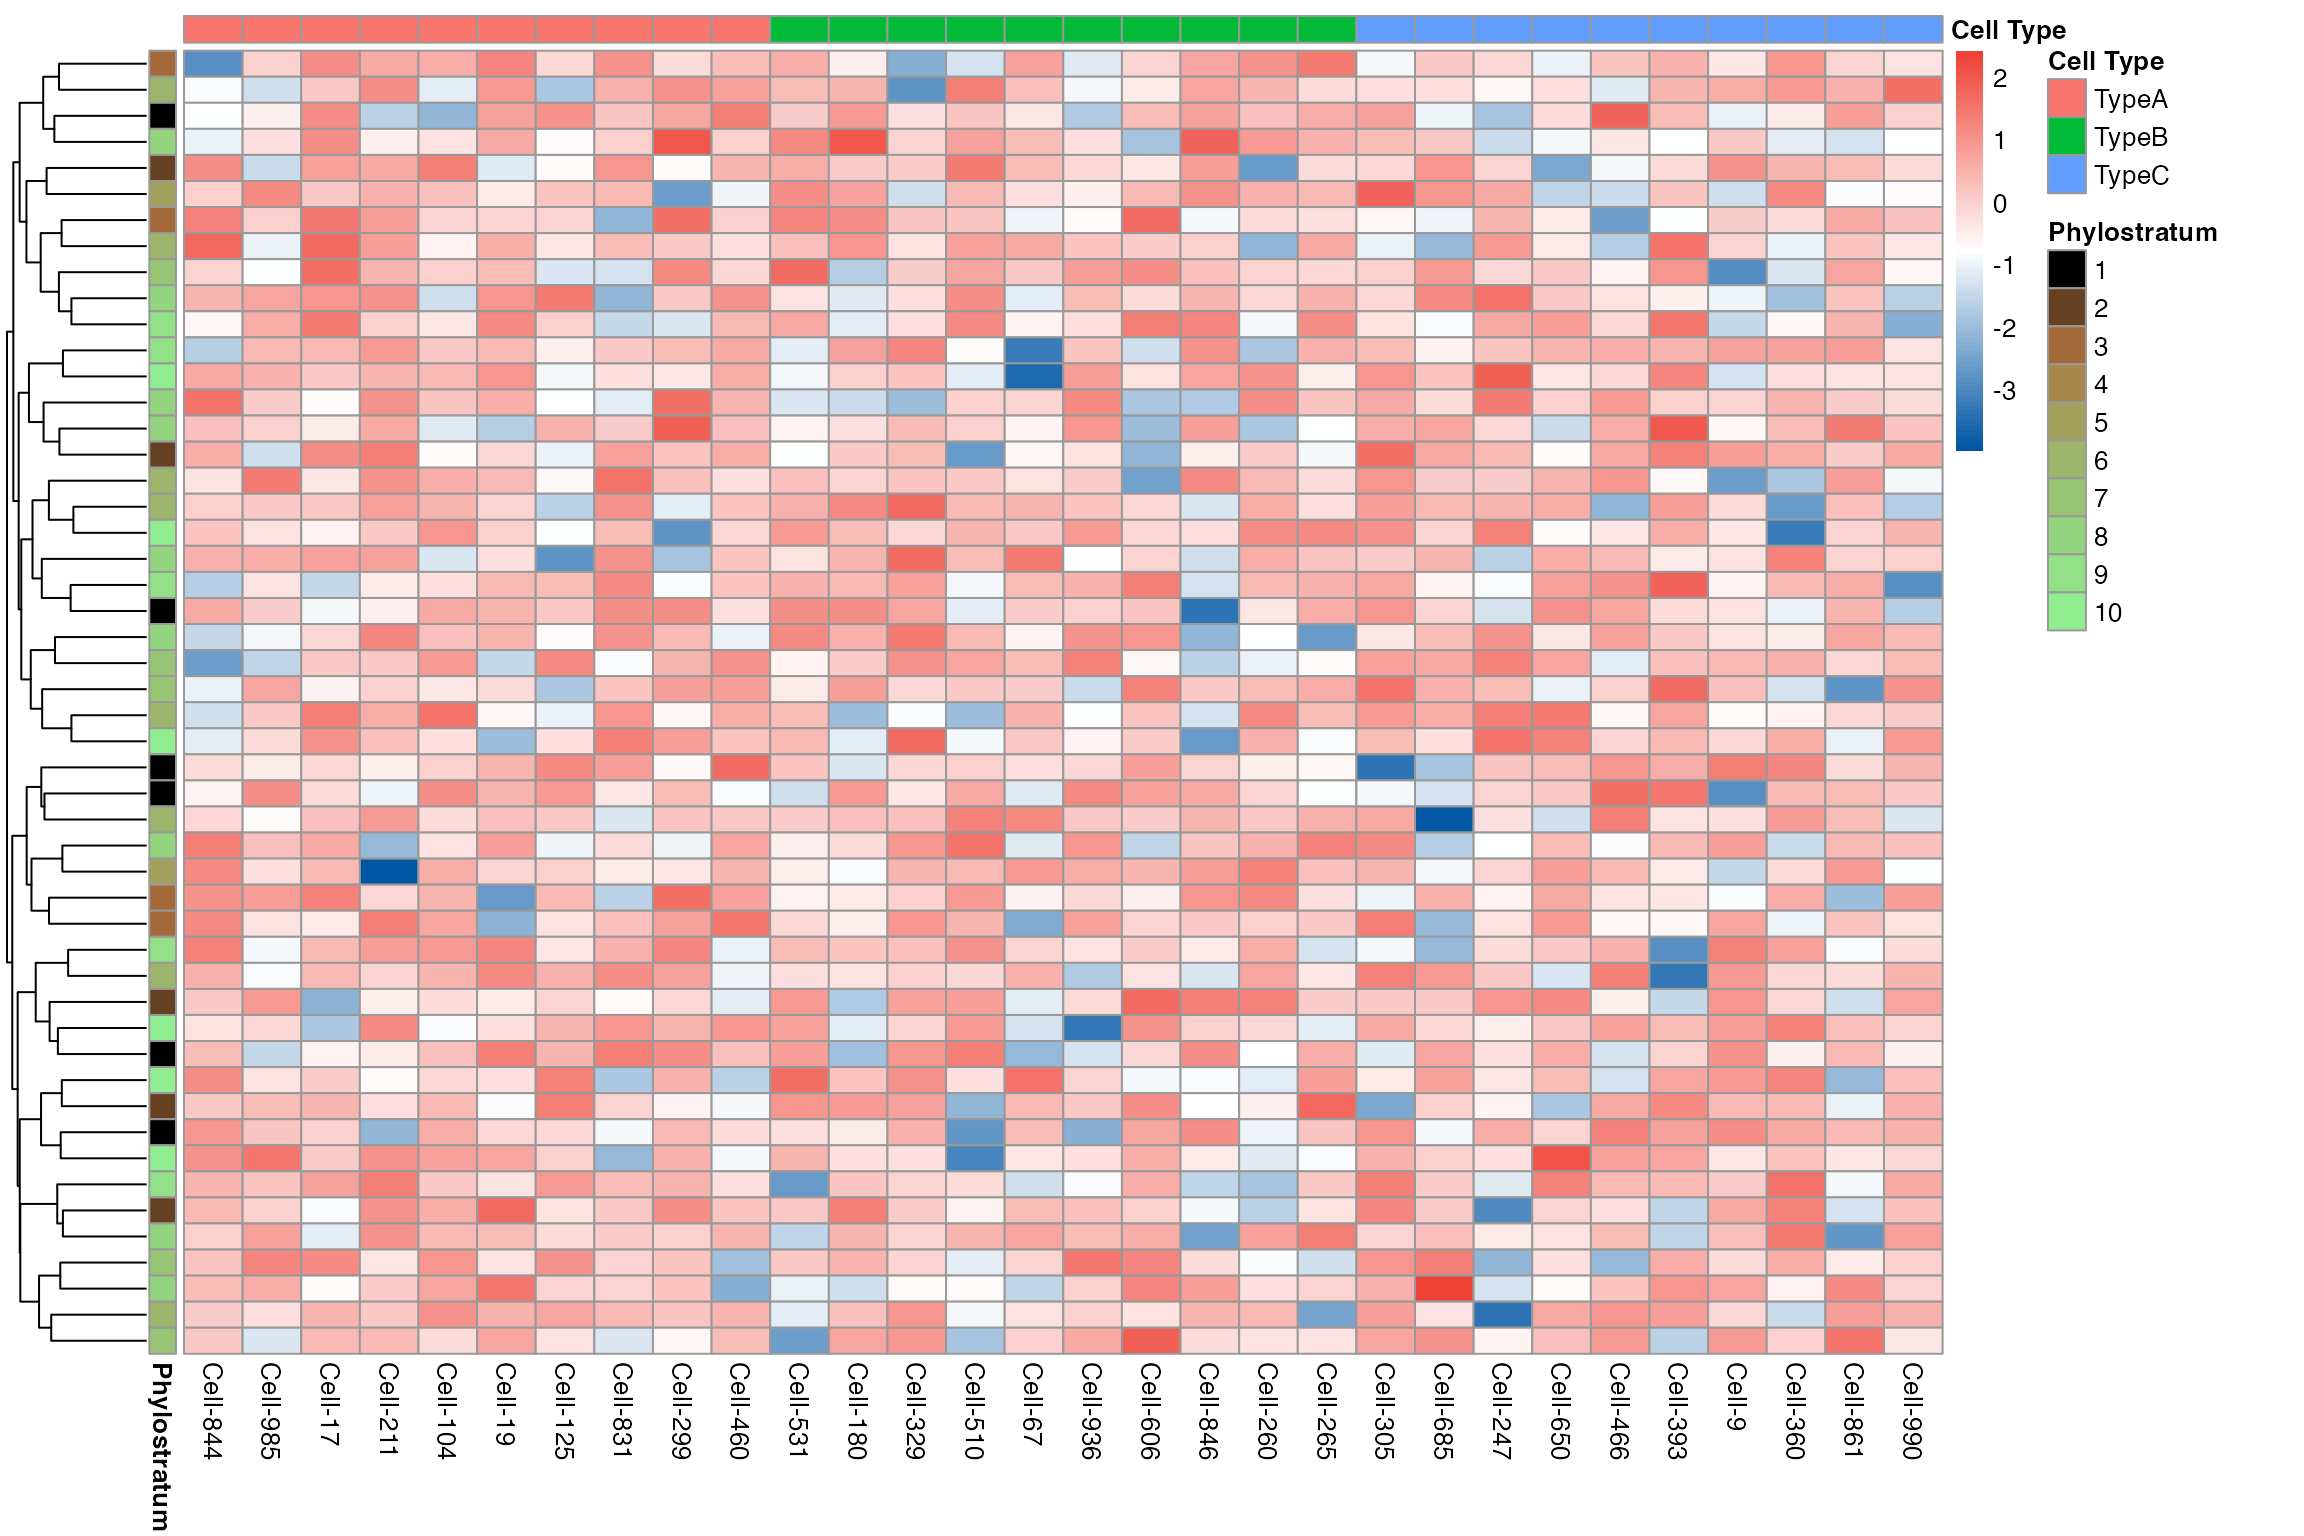 Cell Type
2
1
0
-1
-2
-3
Cell Type
TypeA
TypeB
TypeC
Phylostratum
1
2
3
4
5
6
7
8
9
10
Phylostratum
Cell-844
Cell-985
Cell-17
Cell-211
Cell-104
Cell-19
Cell-125
Cell-831
Cell-299
Cell-460
Cell-531
Cell-180
Cell-329
Cell-510
Cell-67
Cell-936
Cell-606
Cell-846
Cell-260
Cell-265
Cell-305
Cell-685
Cell-247
Cell-650
Cell-466
Cell-393
Cell-9
Cell-360
Cell-861
Cell-990